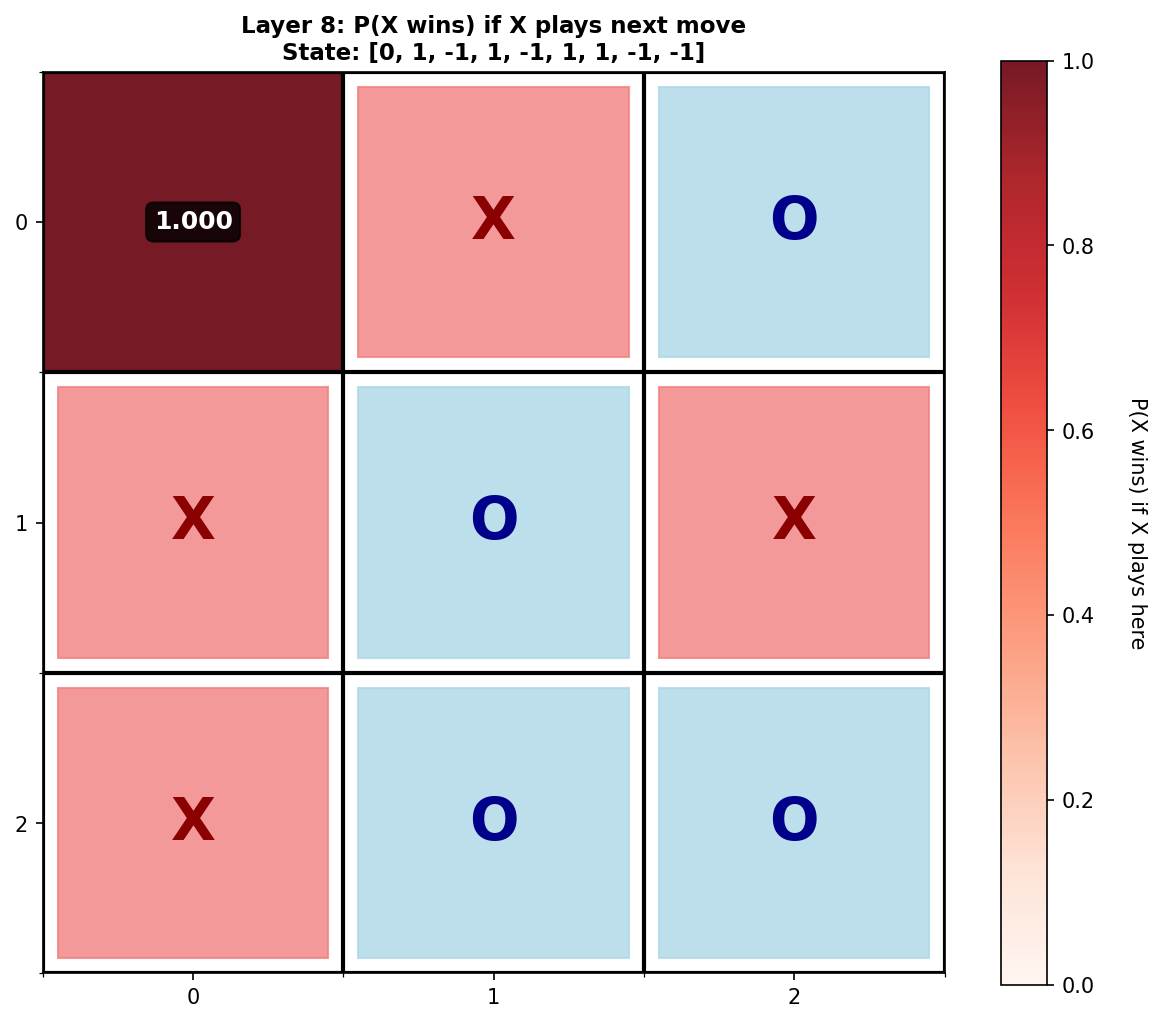 Layer 8: P(X wins) if X plays next move
State: [0, 1, -1, 1, -1, 1, 1, -1, -1]
1.000
X
O
X
O
X
X
O
O
0
1
2
0
1
2
1.0
0.8
0.6
0.4
0.2
0.0
P(X wins) if X plays here